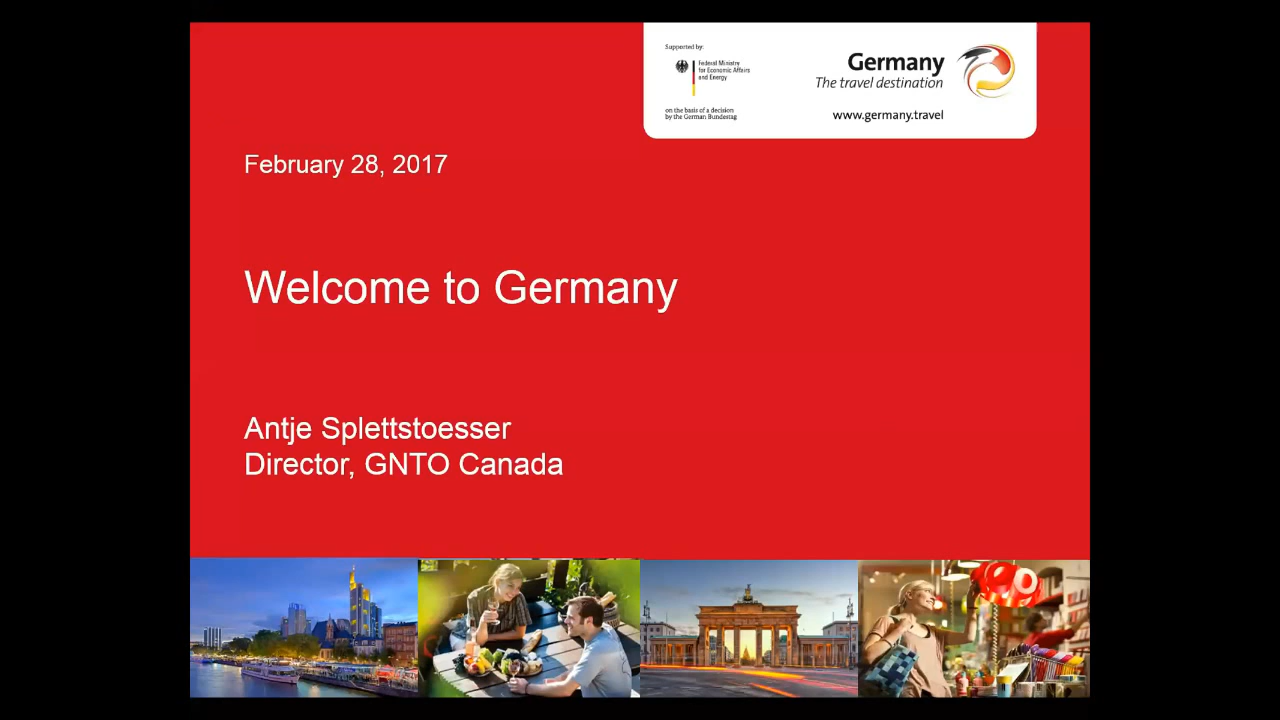 Supported by:
Federal Ministry
for Economic Affairs
and Energy
on the basis of a decision
by the German Bundestag
Germany
The travel destination
www.germany.travel
February 28, 2017
Welcome to Germany
Antje Splettstoesser
Director, GNTO Canada